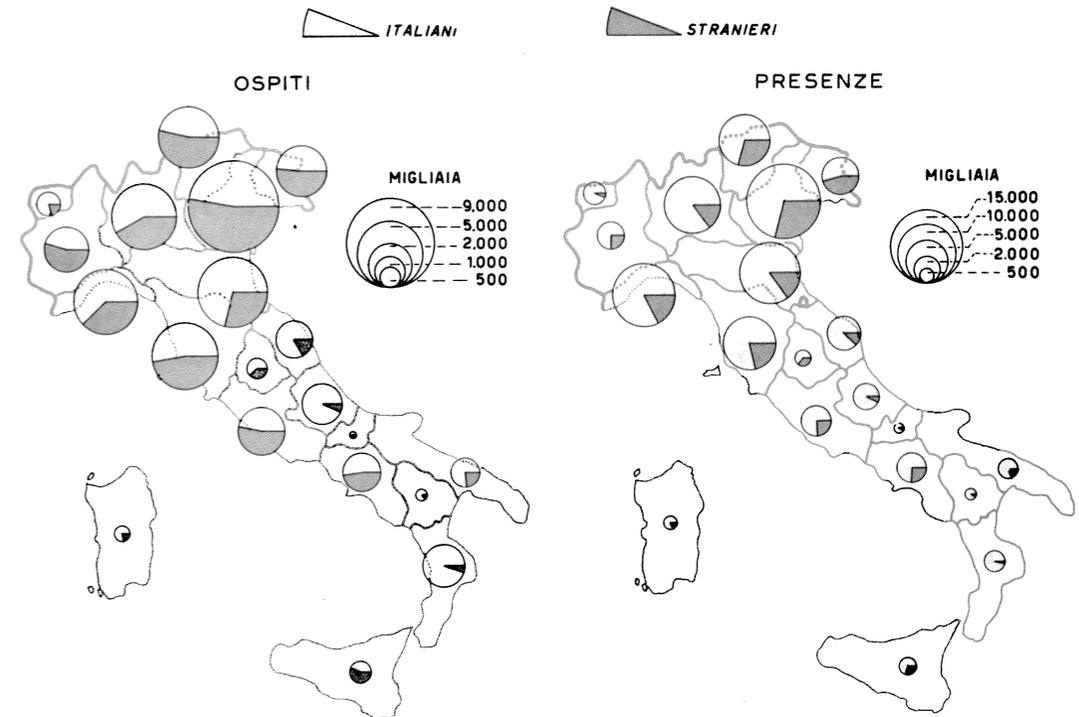 ITALIANI
STRANIERI
OSPITI
MIGLIAIA
9.000
5.000
2.000
1.000
500
PRESENZE
MIGLIAIA
15.000
10.000
5.000
2.000
500